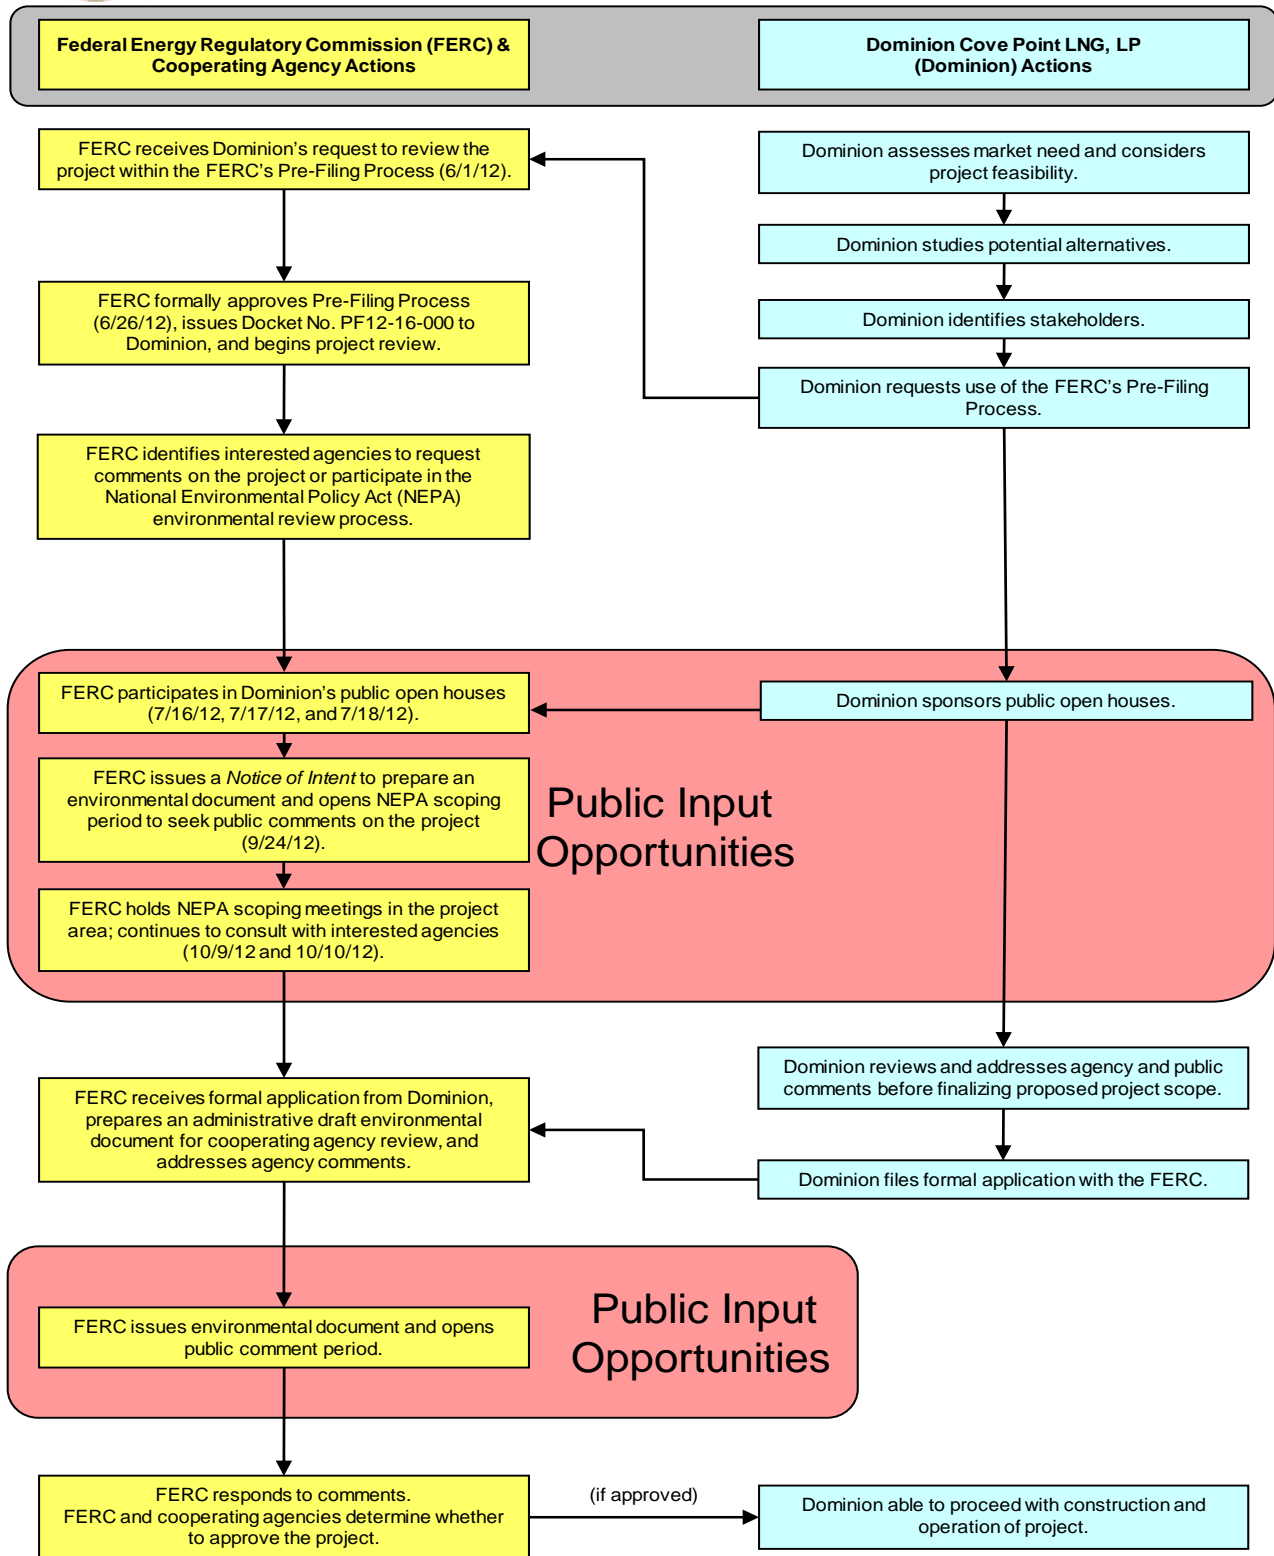 Federal Energy Regulatory Commission (FERC) &
Cooperating Agency Actions
Dominion Cove Point LNG, LP
(Dominion) Actions
FERC receives Dominion's request to review the
project within the FERC's Pre-Filing Process (6/1/12).
Dominion assesses market need and considers
project feasibility.
Dominion studies potential alternatives.
FERC formally approves Pre-Filing Process
(6/26/12), issues Docket No. PF12-16-000 to
Dominion, and begins project review.
Dominion identifies stakeholders.
Dominion requests use of the FERC's Pre-Filing
Process.
FERC identifies interested agencies to request
comments on the project or participate in the
National Environmental Policy Act (NEPA)
environmental review process.
FERC participates in Dominion's public open houses
(7/16/12, 7/17/12, and 7/18/12).
Dominion sponsors public open houses.
FERC issues a Notice of Intent to prepare an
environmental document and opens NEPA scoping
period to seek public comments on the project
(9/24/12).
Public Input
Opportunities
FERC holds NEPA scoping meetings in the project
area; continues to consult with interested agencies
(10/9/12 and 10/10/12).
Dominion reviews and addresses agency and public
comments before finalizing proposed project scope.
FERC receives formal application from Dominion,
prepares an administrative draft environmental
document for cooperating agency review, and
addresses agency comments.
Dominion files formal application with the FERC.
FERC issues environmental document and opens
public comment period.
Public Input
Opportunities
FERC responds to comments.
FERC and cooperating agencies determine whether
to approve the project.
(if approved)
Dominion able to proceed with construction and
operation of project.